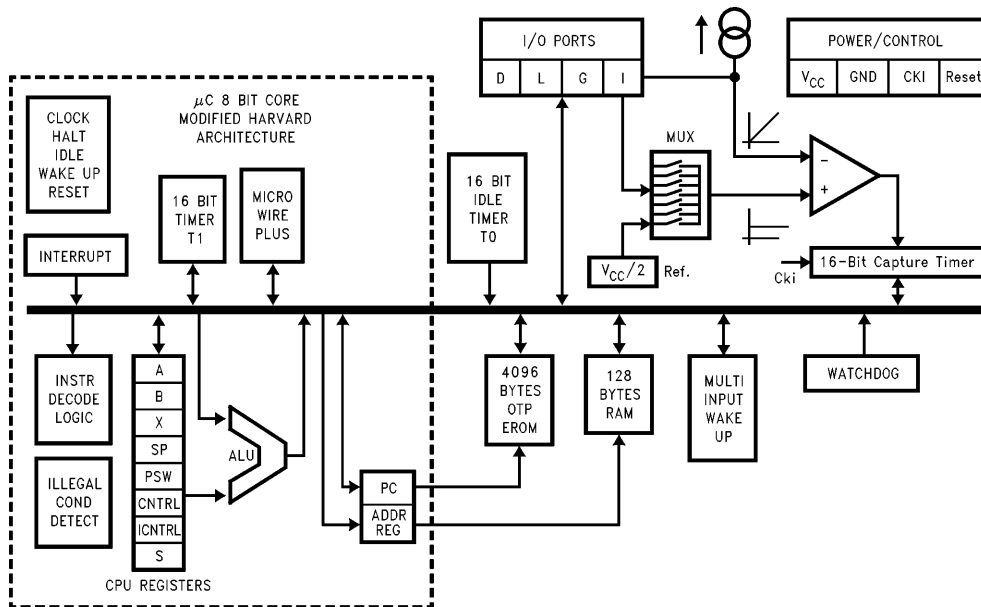 I/O PORTS
D L G I
POWER/CONTROL
VCC GND CKI Reset
μC 8 BIT CORE
MODIFIED HARVARD
ARCHITECTURE
CLOCK
HALT
IDLE
WAKE UP
RESET
16 BIT
TIMER
T1
MICRO
WIRE
PLUS
16 BIT
IDLE
TIMER
T0
MUX
-
+
INTERRUPT
VCC/2 Ref.
Cki
16-Bit Capture Timer
INSTR
DECODE
LOGIC
A
B
X
SP
PSW
CNTRL
ICNTRL
S
ALU
4096
BYTES
OTP
EROM
128
BYTES
RAM
MULTI
INPUT
WAKE
UP
WATCHDOG
ILLEGAL
COND
DETECT
PC
ADDR
REG
CPU REGISTERS